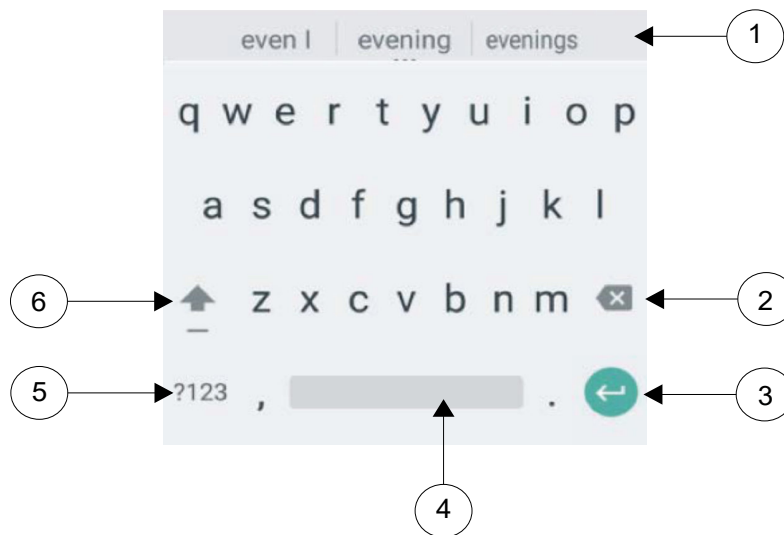 even I evening evenings 1
...
q w e r t y u i o p
a s d f g h j k l
6 z x c v b n m 2
5 ?123 , . 3
4